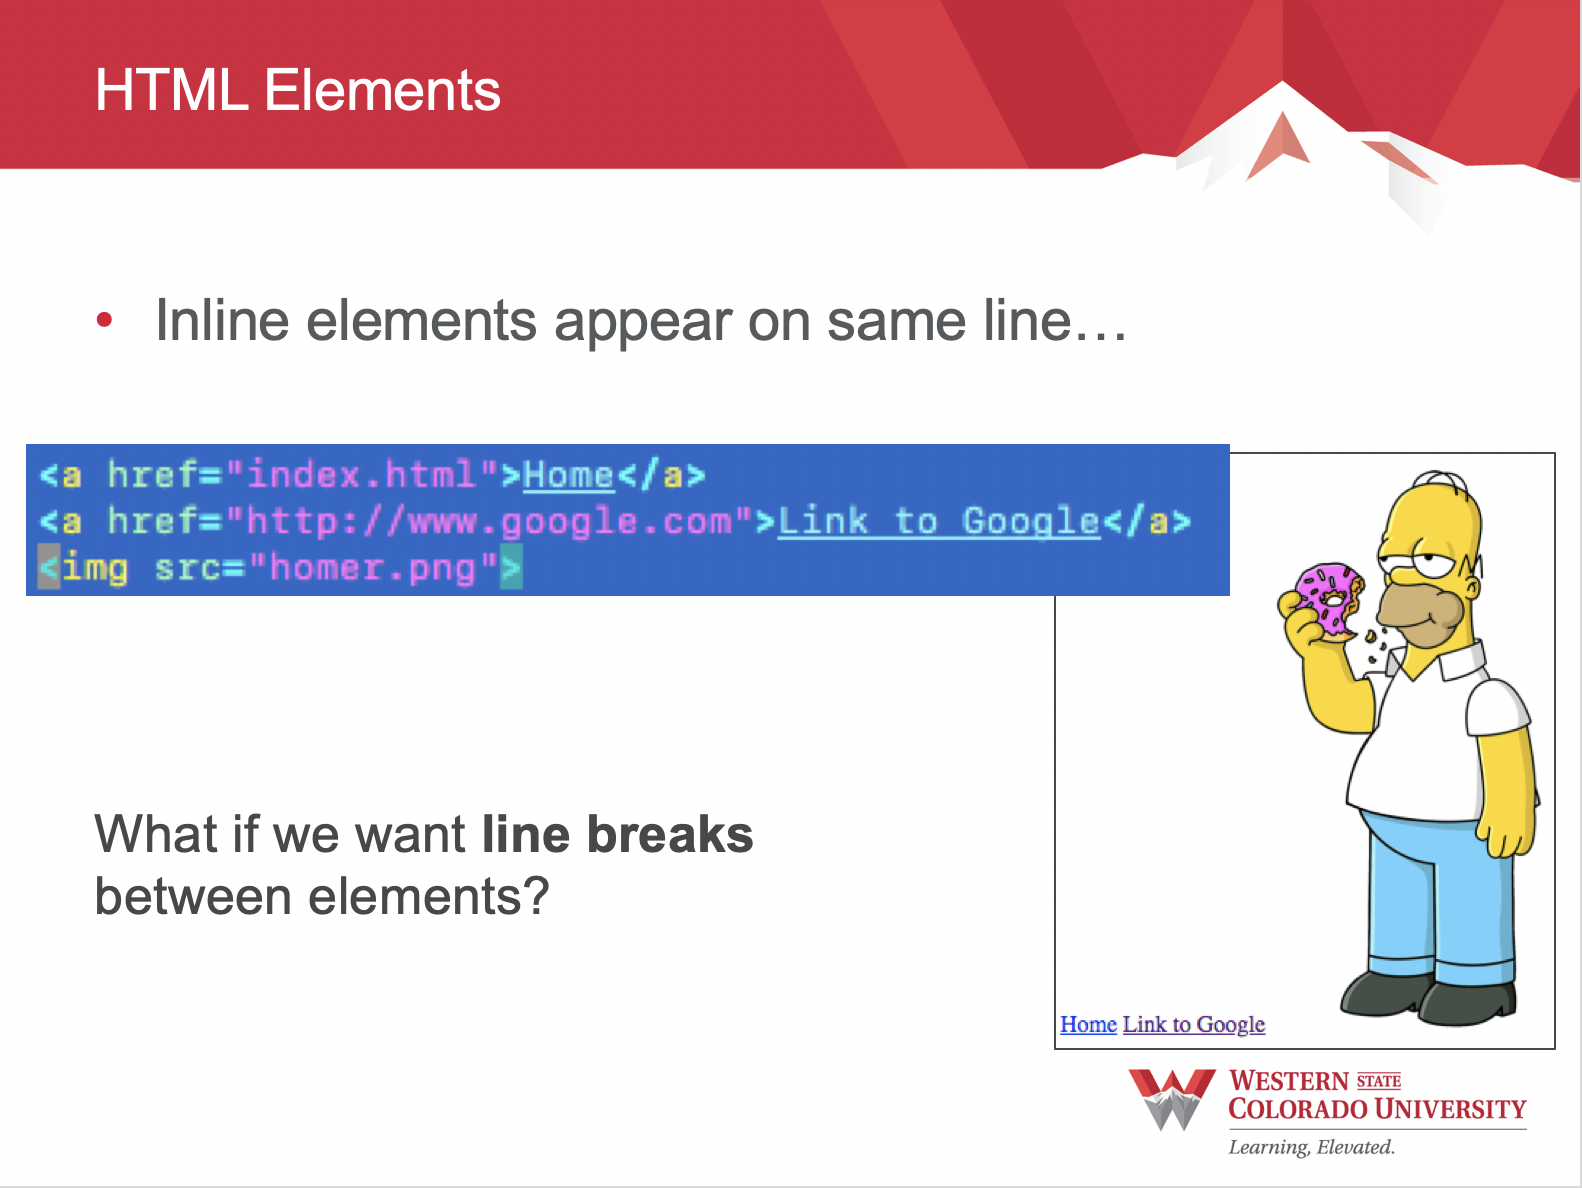 HTML Elements
• Inline elements appear on same line…
<a href="index.html">Home</a>
<a href="http://www.google.com">Link to Google</a>
<img src="homer.png">
What if we want line breaks
between elements?
Home Link to Google
WESTERN STATE
COLORADO UNIVERSITY
Learning, Elevated.